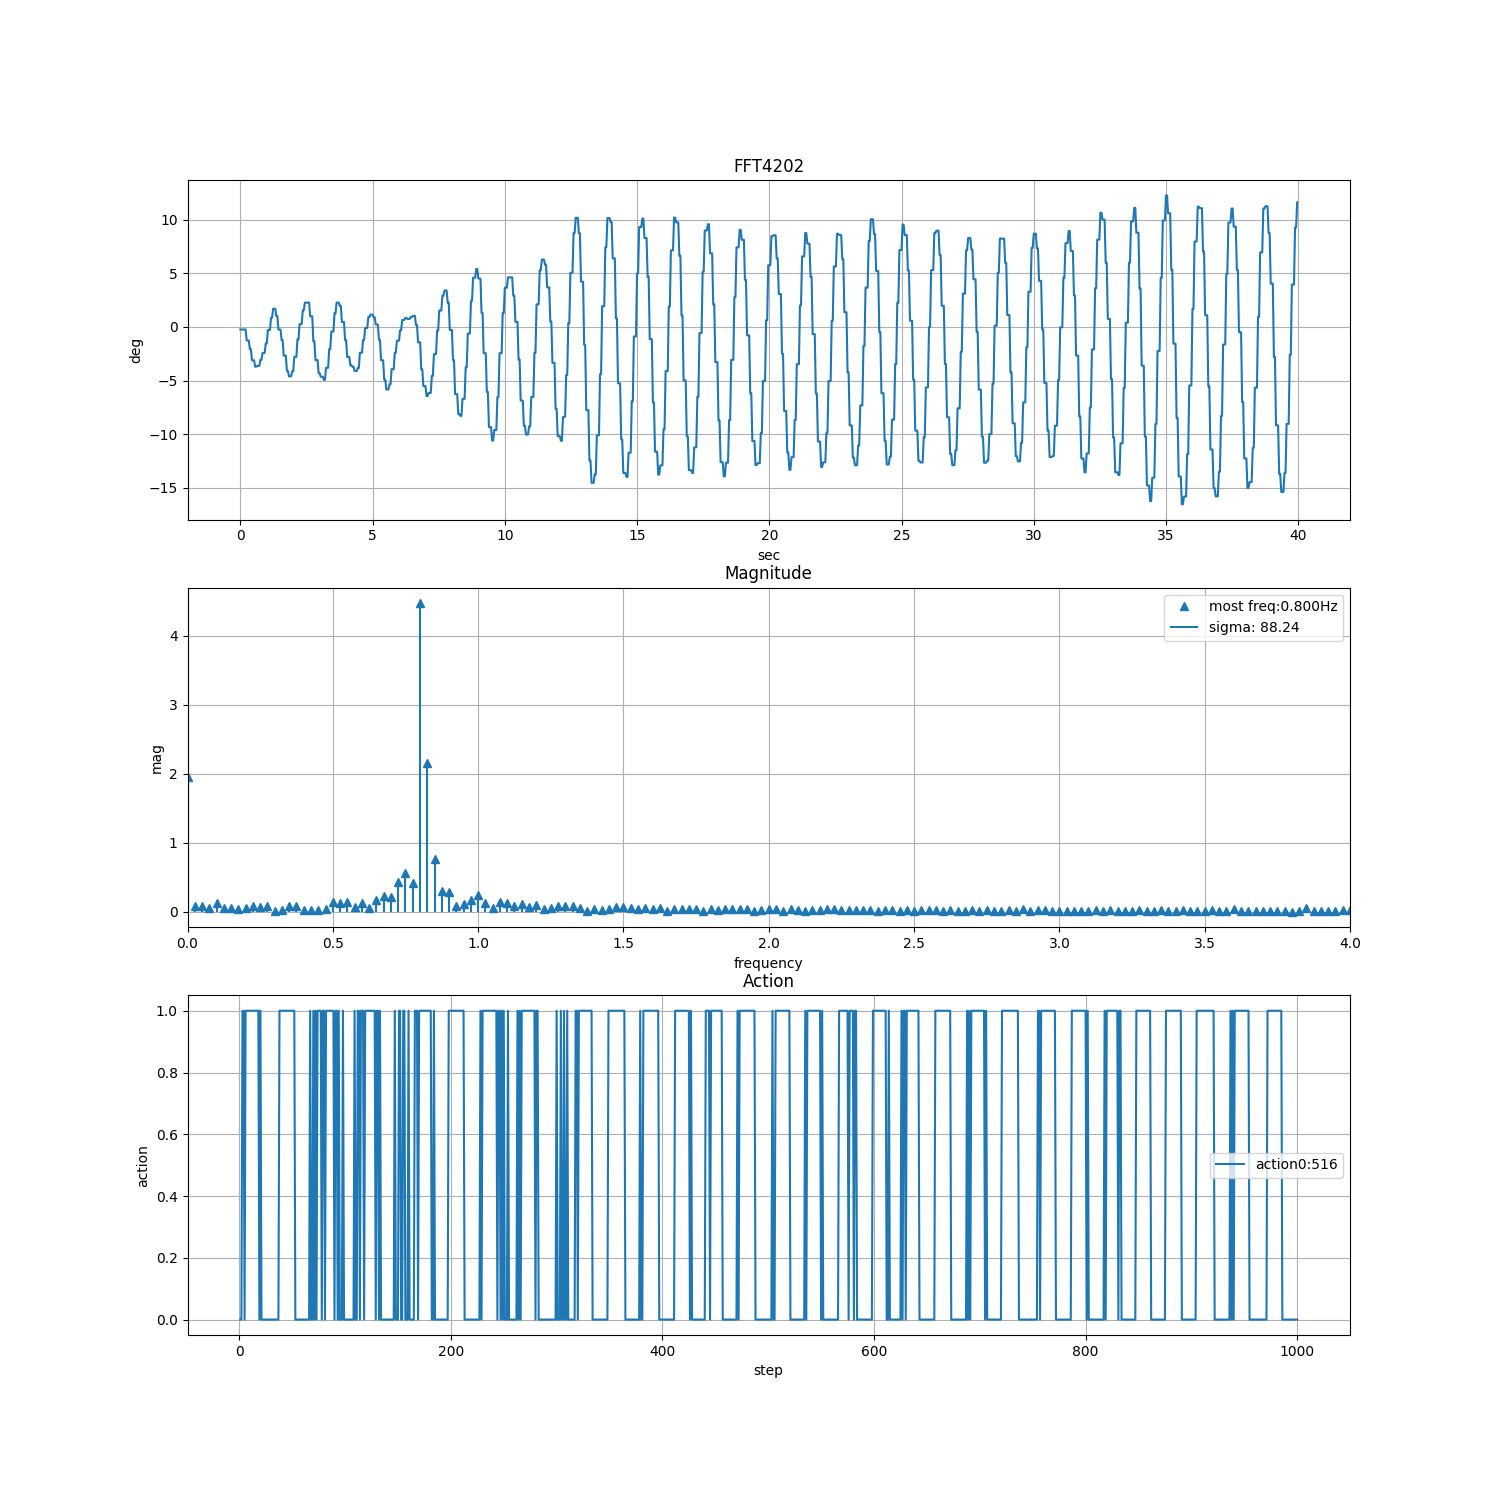 FFT4202
10
5
0
−5
−10
−15
deg
0 5 10 15 20 25 30 35 40
sec
Magnitude
most freq:0.800Hz
sigma: 88.24
4
3
2
1
0
mag
0.0 0.5 1.0 1.5 2.0 2.5 3.0 3.5 4.0
frequency
Action
1.0
0.8
0.6
0.4
0.2
0.0
action
action0:516
0 200 400 600 800 1000
step